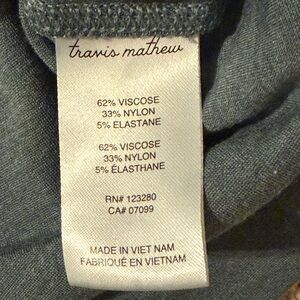 travis mathew
62% VISCOSE
33% NYLON
5% ELASTANE
62% VISCOSE
33% NYLON
5% ÉLASTHANE
RN# 123280
CA# 07099
MADE IN VIET NAM
FABRIQUÉ EN VIETNAM